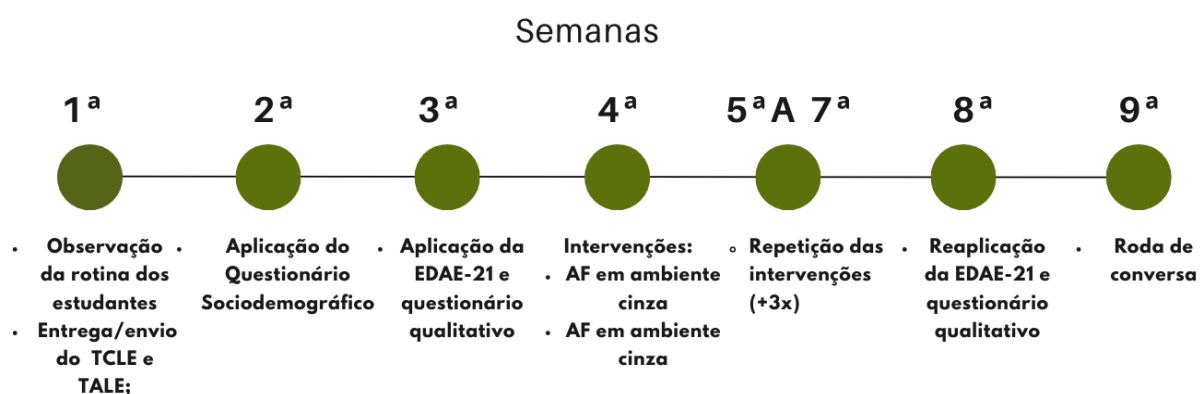 Semanas
1ª
2ª
3ª
4ª
5ª A 7ª
8ª
9ª
• Observação
da rotina dos
estudantes
• Entrega/envio
do TCLE e
TALE;
• Aplicação do
Questionário
Sociodemográfico
• Aplicação da
EDAE-21 e
questionário
qualitativo
Intervenções:
• AF em ambiente
cinza
• AF em ambiente
cinza
◦ Repetição das
intervenções
(+3x)
• Reaplicação
da EDAE-21 e
questionário
qualitativo
• Roda de
conversa